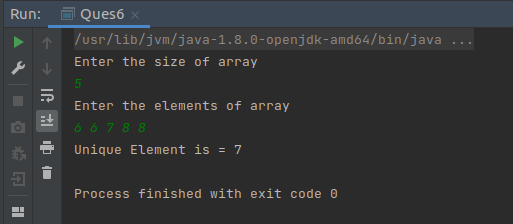 Run: Ques6
/usr/lib/jvm/java-1.8.0-openjdk-amd64/bin/java ...
Enter the size of array
5
Enter the elements of array
6 6 7 8 8
Unique Element is = 7
Process finished with exit code 0